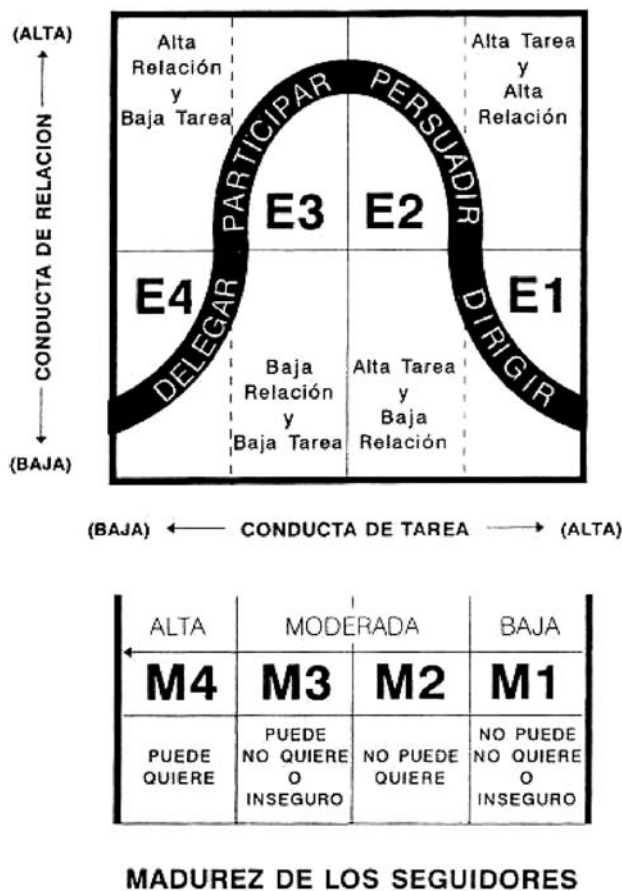 (ALTA)
CONDUCTA DE RELACION
(BAJA)
Alta
Relación
y
Baja Tarea
Alta Tarea
y
Alta
Relación
PARTICIPAR
PERSUADIR
E3
E2
E4
E1
DELEGAR
DIRIGIR
Baja
Relación
y
Baja Tarea
Alta Tarea
y
Baja
Relación
(BAJA) CONDUCTA DE TAREA (ALTA)
ALTA MODERADA BAJA
M4 M3 M2 M1
PUEDE
QUIERE
PUEDE
NO QUIERE
O
INSEGURO
NO PUEDE
QUIERE
NO PUEDE
NO QUIERE
O
INSEGURO
MADUREZ DE LOS SEGUIDORES